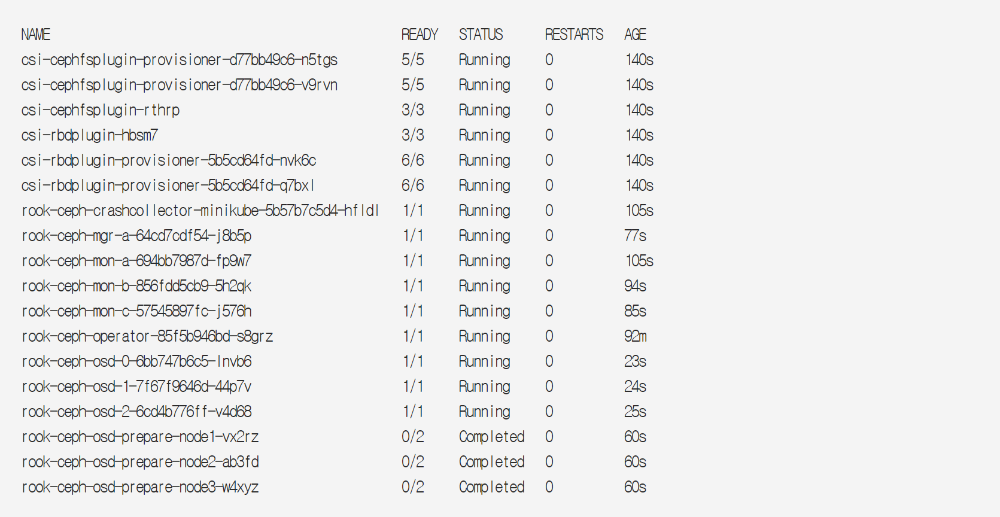 NAME READY STATUS RESTARTS AGE
csi-cephfsplugin-provisioner-d77bb49c6-n5tgs 5/5 Running 0 140s
csi-cephfsplugin-provisioner-d77bb49c6-v9rvn 5/5 Running 0 140s
csi-cephfsplugin-rthrp 3/3 Running 0 140s
csi-rbdplugin-hbsm7 3/3 Running 0 140s
csi-rbdplugin-provisioner-5b5cd64fd-nvk6c 6/6 Running 0 140s
csi-rbdplugin-provisioner-5b5cd64fd-q7bxl 6/6 Running 0 140s
rook-ceph-crashcollector-minikube-5b57b7c5d4-hfldl 1/1 Running 0 105s
rook-ceph-mgr-a-64cd7cdf54-j8b5p 1/1 Running 0 77s
rook-ceph-mon-a-694bb7987d-fp9w7 1/1 Running 0 105s
rook-ceph-mon-b-856fdd5cb9-5h2qk 1/1 Running 0 94s
rook-ceph-mon-c-57545897fc-j576h 1/1 Running 0 85s
rook-ceph-operator-85f5b946bd-s8grz 1/1 Running 0 92m
rook-ceph-osd-0-6bb747b6c5-lnvb6 1/1 Running 0 23s
rook-ceph-osd-1-7f67f9646d-44p7v 1/1 Running 0 24s
rook-ceph-osd-2-6cd4b776ff-v4d68 1/1 Running 0 25s
rook-ceph-osd-prepare-node1-vx2rz 0/2 Completed 0 60s
rook-ceph-osd-prepare-node2-ab3fd 0/2 Completed 0 60s
rook-ceph-osd-prepare-node3-w4xyz 0/2 Completed 0 60s